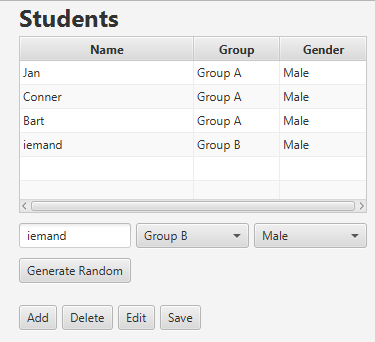 Students
Name Group Gender
Jan Group A Male
Conner Group A Male
Bart Group A Male
iemand Group B Male
iemand Group B Male
Generate Random
Add Delete Edit Save